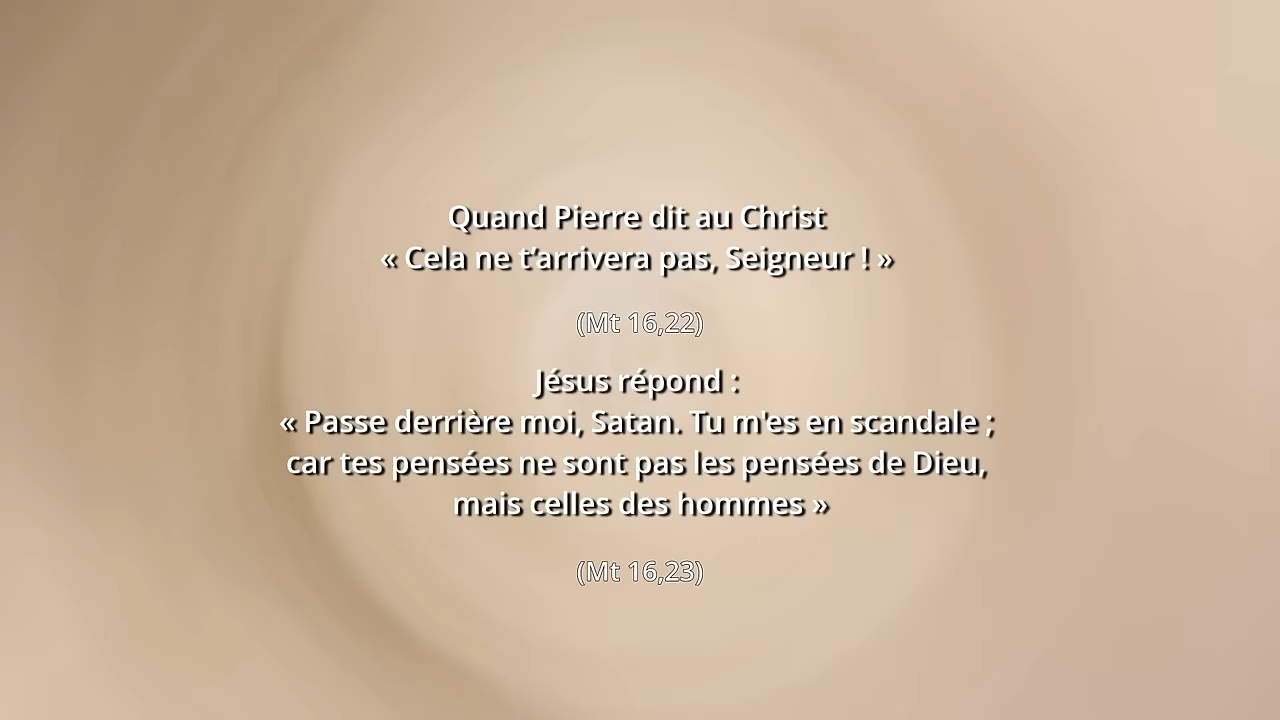 Quand Pierre dit au Christ
« Cela ne t’arrivera pas, Seigneur ! »
(Mt 16,22)
Jésus répond :
« Passe derrière moi, Satan. Tu m'es en scandale ;
car tes pensées ne sont pas les pensées de Dieu,
mais celles des hommes »
(Mt 16,23)